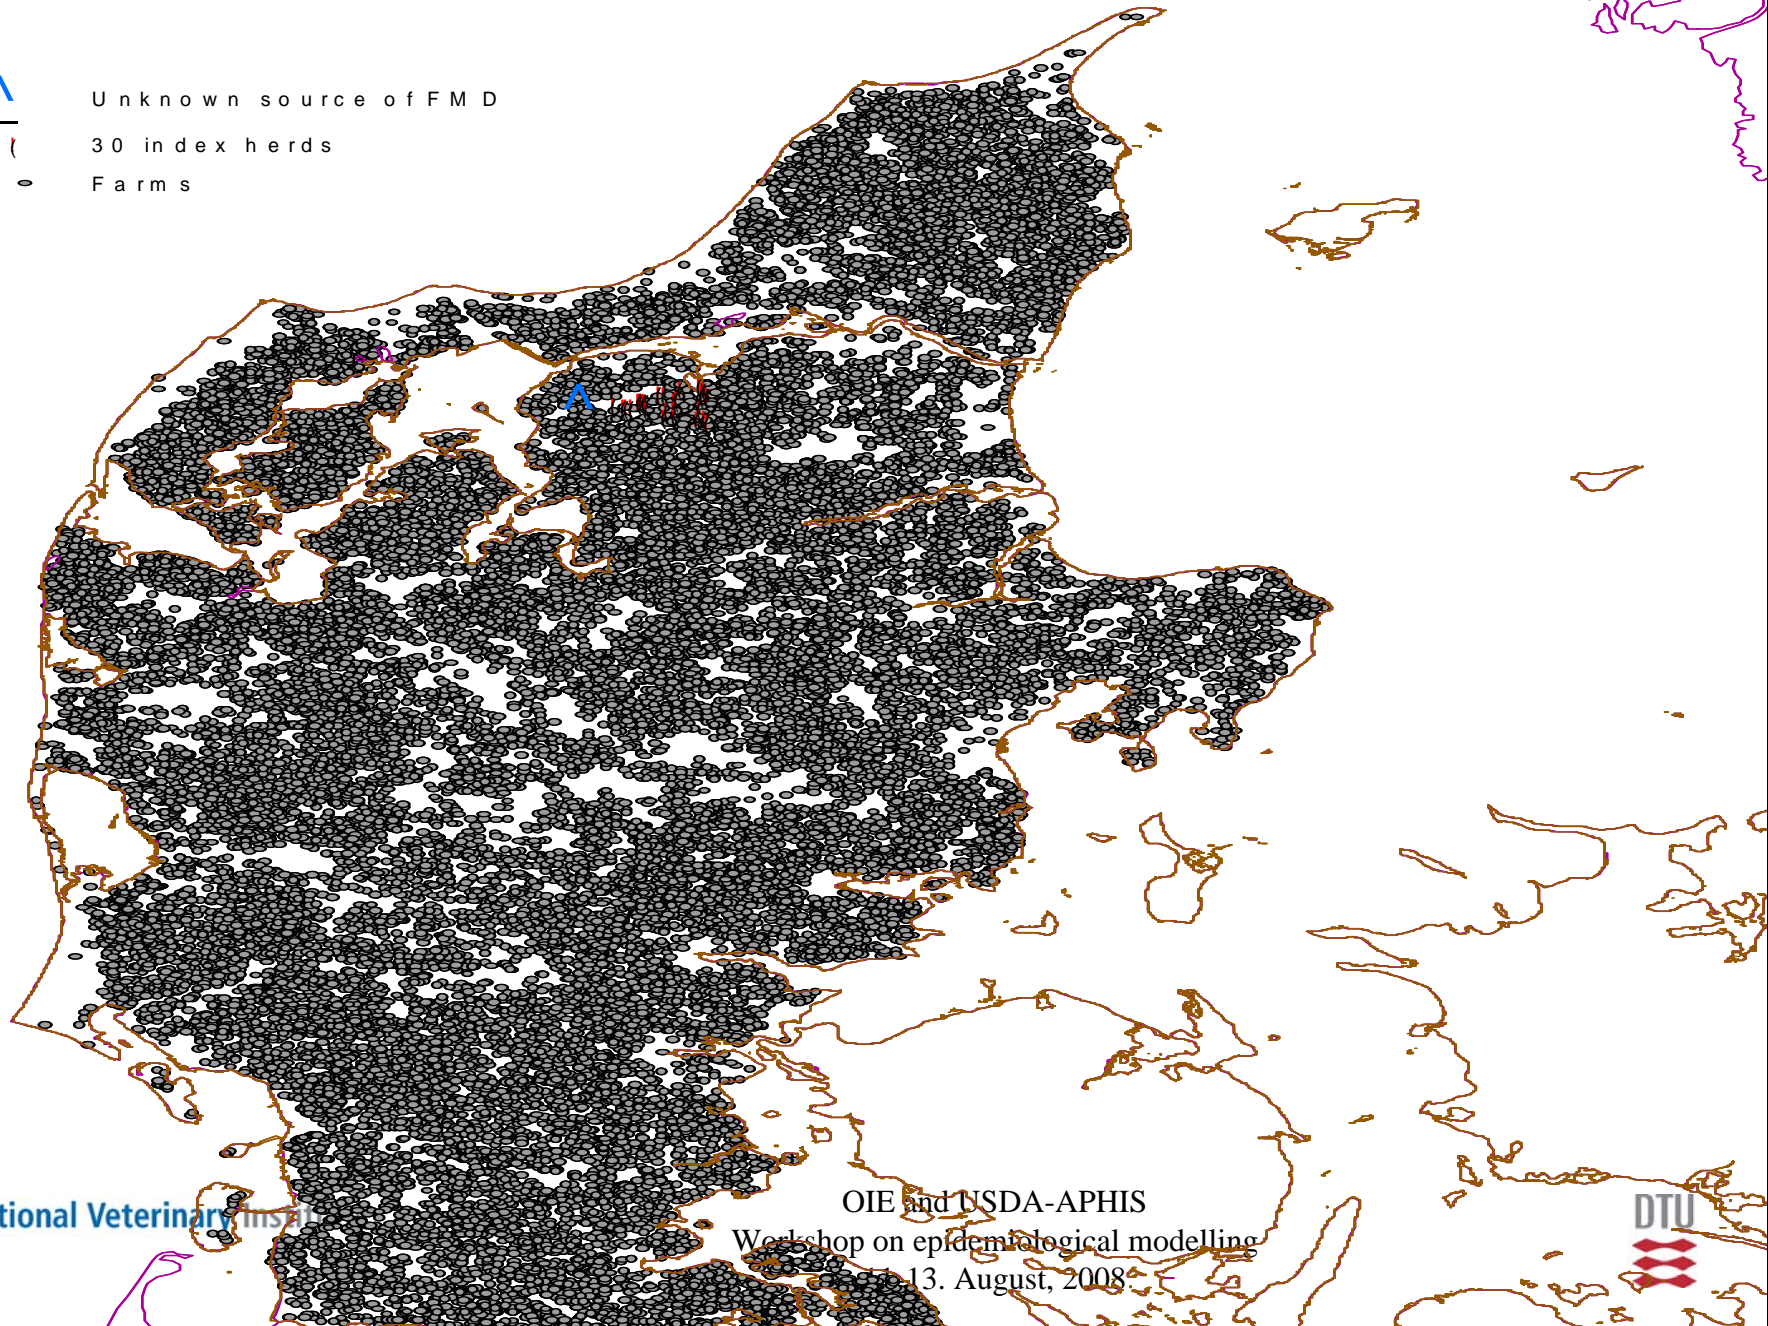 Unknown source of FMD
30 index herds
Farms
tional Veterinary Instit
OIE and USDA-APHIS
Workshop on epidemiological modelling
13. August, 2008.
DTU